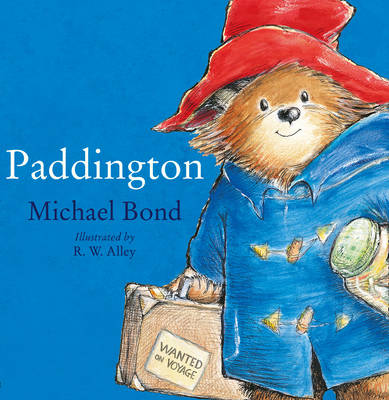 Paddington
Michael Bond
Illustrated by
R. W. Alley
WANTED
ON VOYAGE